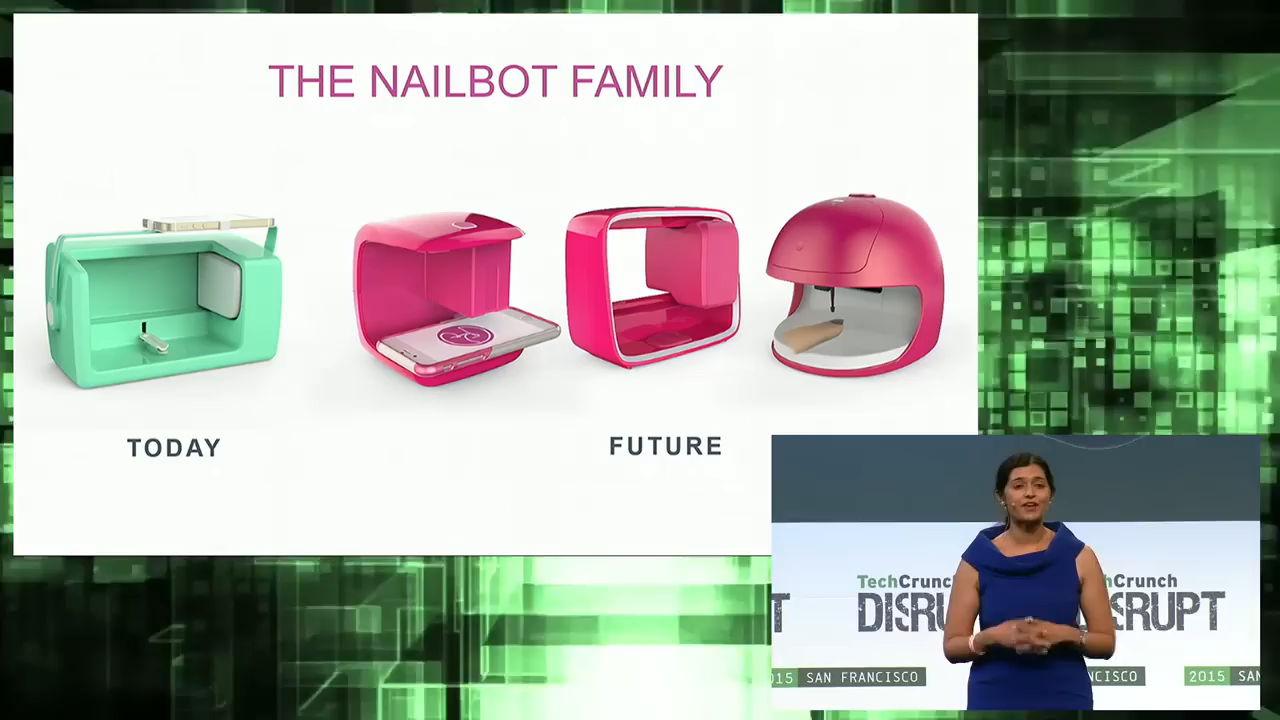 THE NAILBOT FAMILY
TODAY
FUTURE
TechCrunch
DISRUPT
2015 SAN FRANCISCO